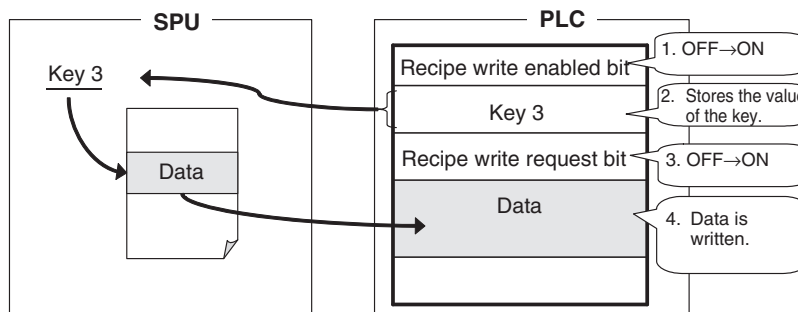 SPU
PLC
Key 3
Data
Recipe write enabled bit
Key 3
Recipe write request bit
Data
1. OFF→ON
2. Stores the value
of the key.
3. OFF→ON
4. Data is
written.